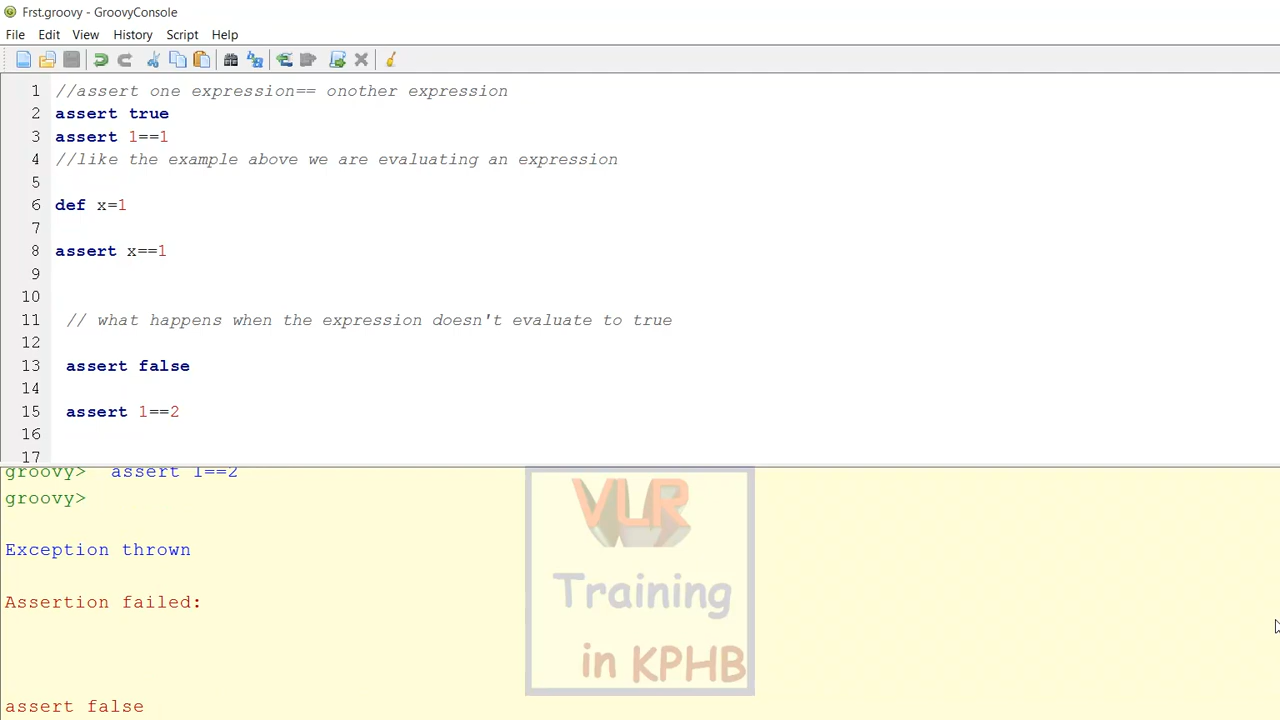 Frst.groovy - GroovyConsole
File Edit View History Script Help
1 //assert one expression== onother expression
2 assert true
3 assert 1==1
4 //like the example above we are evaluating an expression
5
6 def x=1
7
8 assert x==1
9
10
11 // what happens when the expression doesn't evaluate to true
12
13 assert false
14
15 assert 1==2
16
17
groovy> assert 1==2
groovy>
Exception thrown
Assertion failed:
assert false
VLR
Training
in KPHB